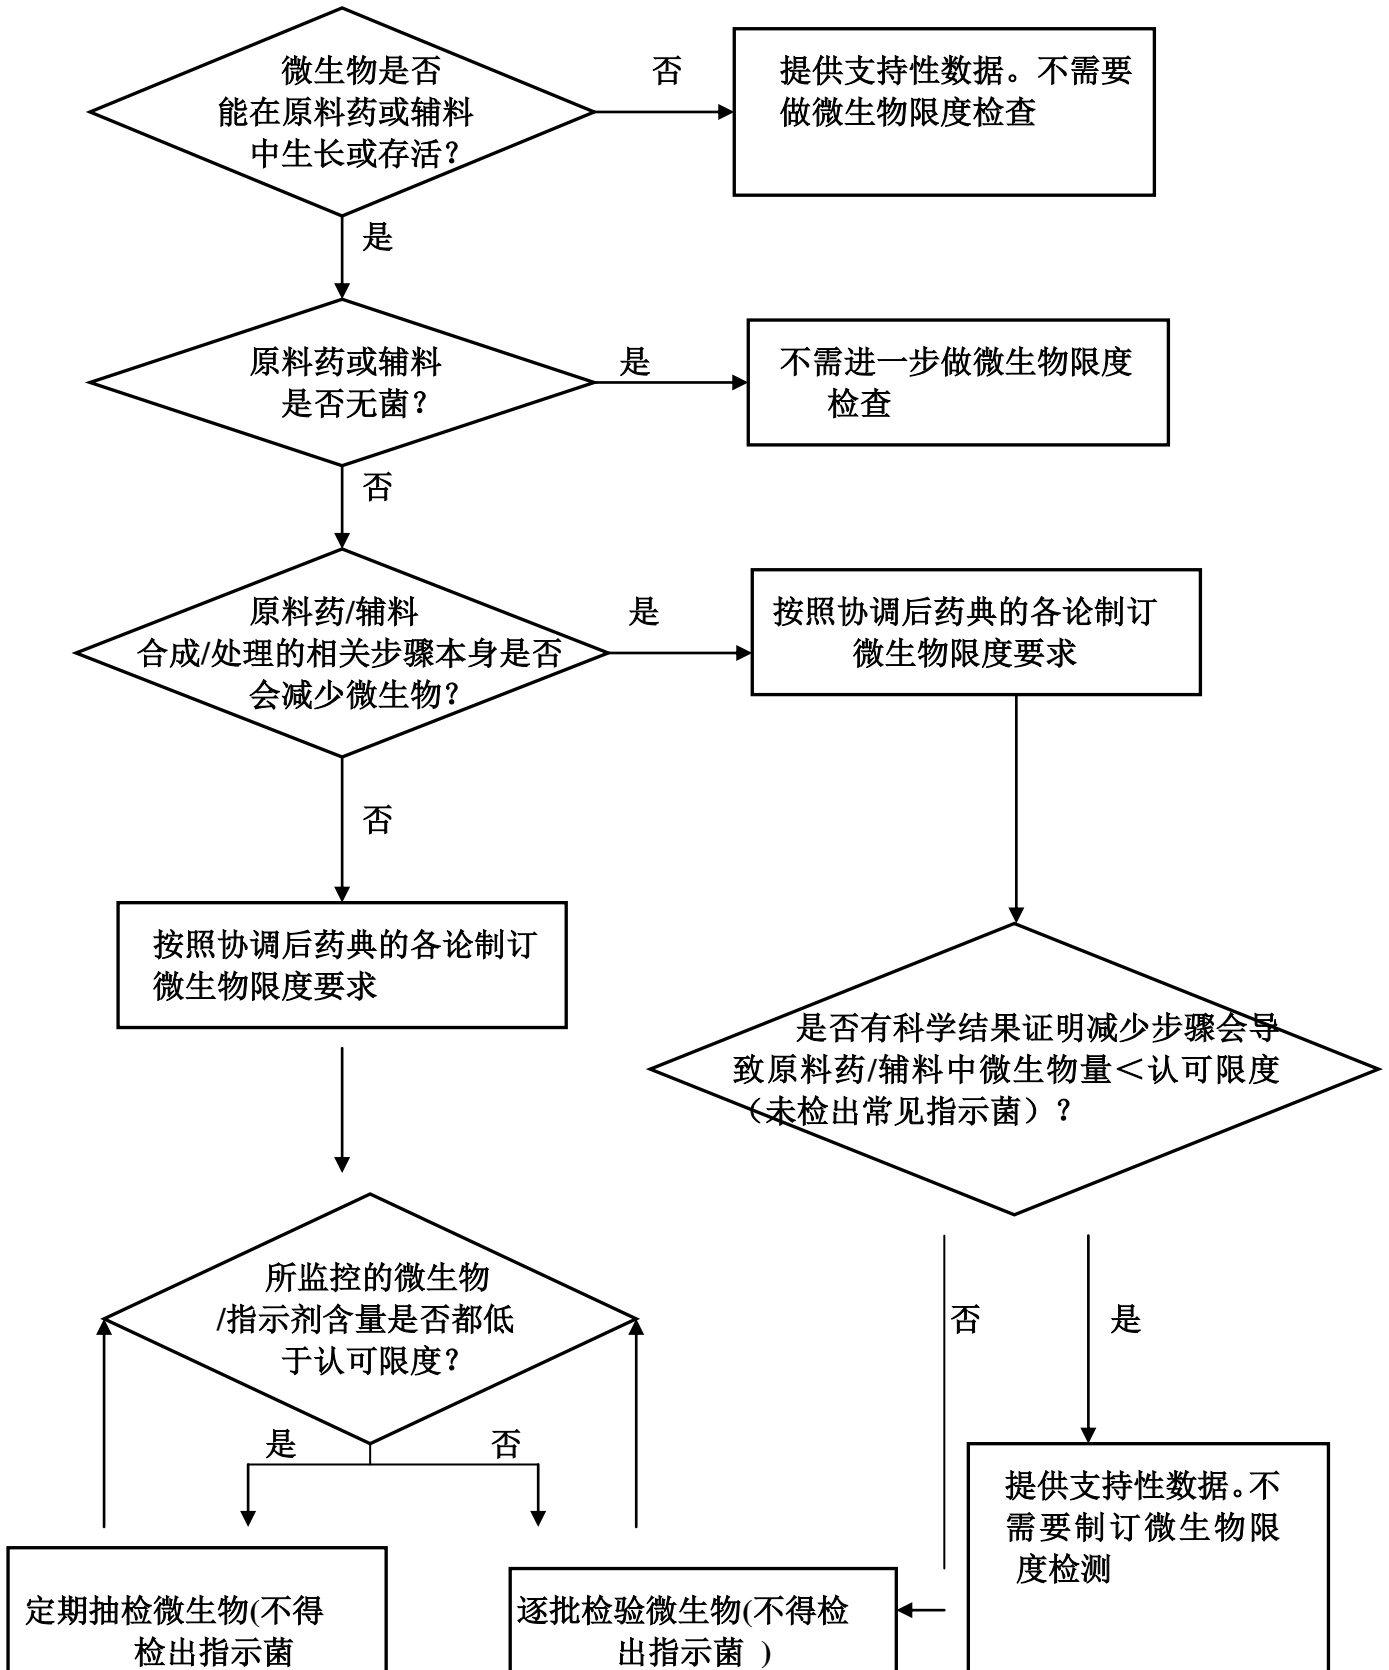 微生物是否
能在原料药或辅料
中生长或存活？
否
提供支持性数据。不需要
做微生物限度检查
是
原料药或辅料
是否无菌？
是
不需进一步做微生物限度
检查
否
原料药/辅料
合成/处理的相关步骤本身是否
会减少微生物？
是
按照协调后药典的各论制订
微生物限度要求
否
按照协调后药典的各论制订
微生物限度要求
是否有科学结果证明减少步骤会导
致原料药/辅料中微生物量＜认可限度
（未检出常见指示菌）？
所监控的微生物
/指示剂含量是否都低
于认可限度？
否
是
是
否
提供支持性数据。不
需要制订微生物限
度检测
定期抽检微生物(不得
检出指示菌
逐批检验微生物(不得检
出指示菌 )